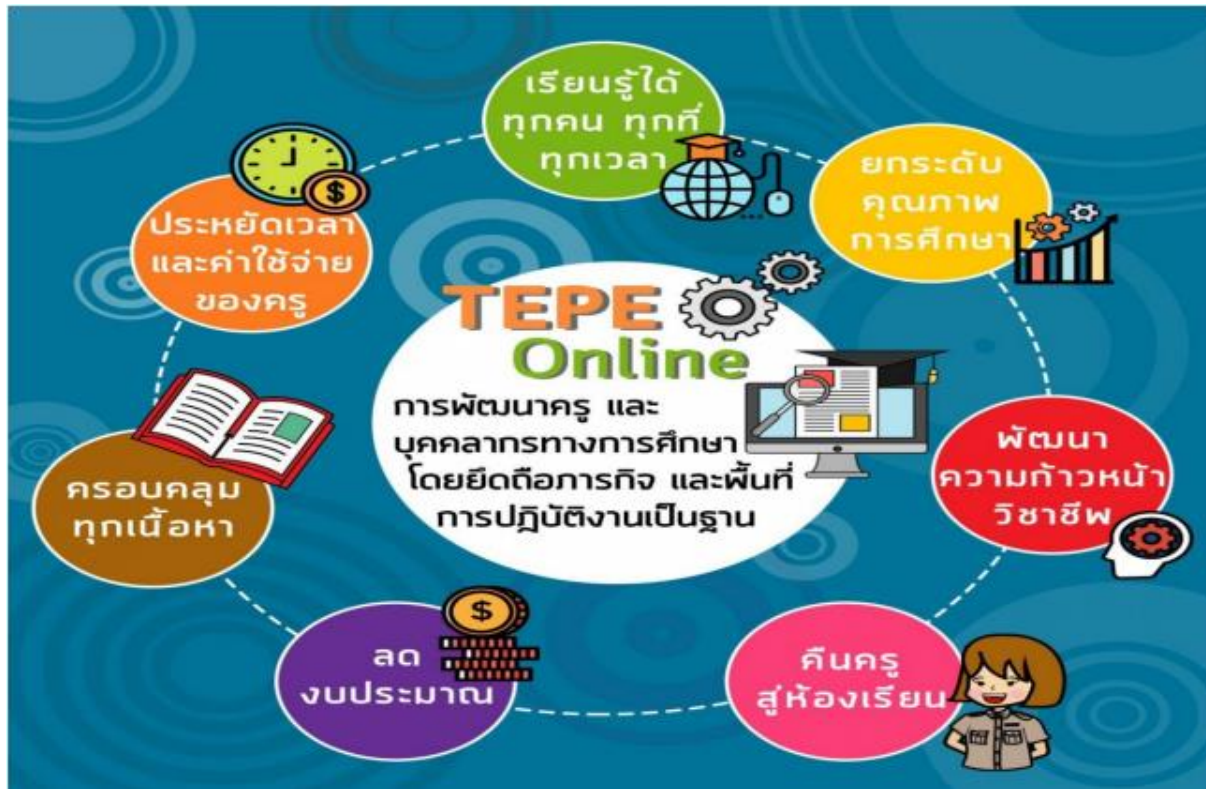 เรียนรู้ได้
ทุกคน ทุกที่
ทุกเวลา
ยกระดับ
คุณภาพ
การศึกษา
ประหยัดเวลา
และค่าใช้จ่าย
ของครู
TEPE
Online
การพัฒนาครู และ
บุคคลากรทางการศึกษา
โดยยึดถือภารกิจ และพื้นที่
การปฎิบัติงานเป็นฐาน
พัฒนา
ความก้าวหน้า
วิชาชีพ
ครอบคลุม
ทุกเนื้อหา
ลด
งบประมาณ
คืนครู
สู่ห้องเรียน